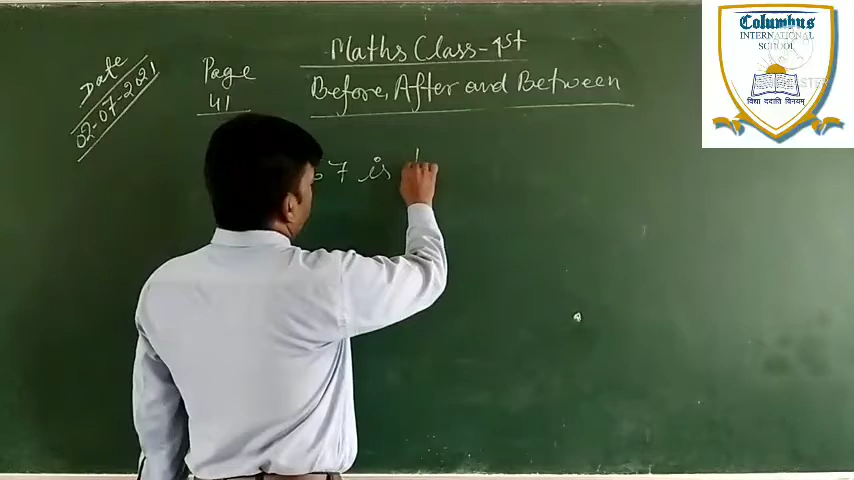 Date
02-07-2021
Page
41
Maths Class-1st
Before, After and Between
7 is
Columbus
INTERNATIONAL
SCHOOL
विद्या ददाति विनयम्